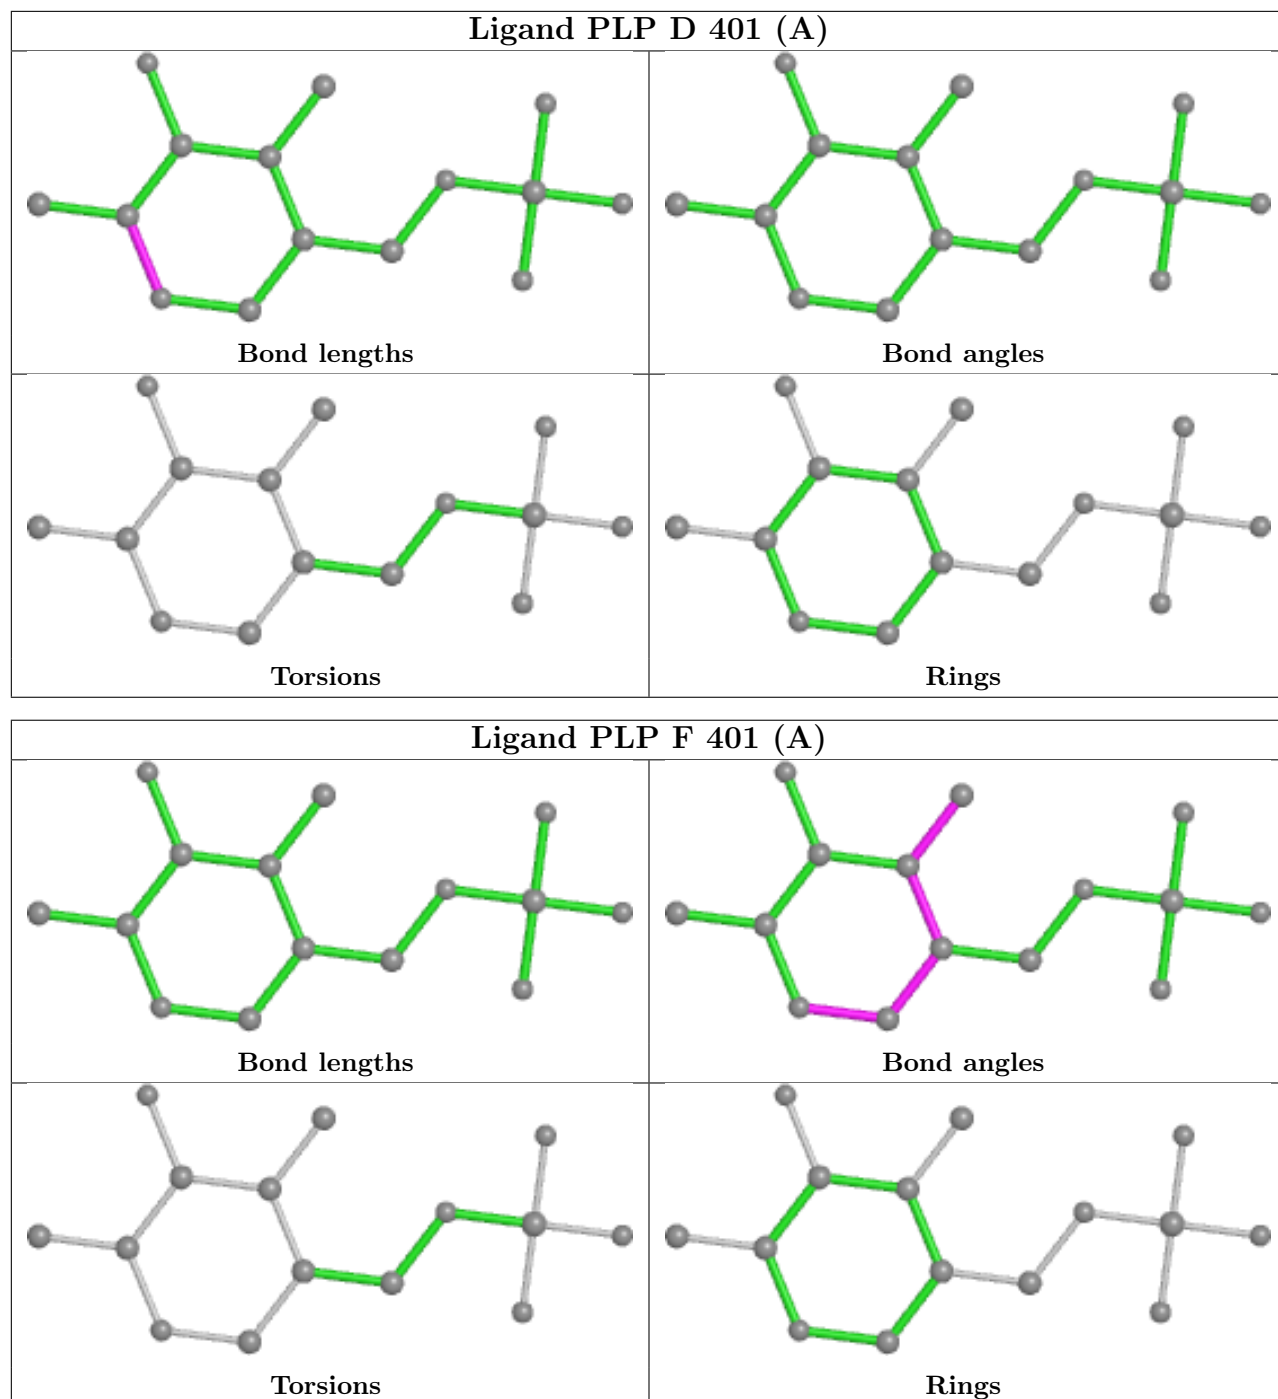 Ligand PLP D 401 (A)
Bond lengths
Bond angles
Torsions
Rings
Ligand PLP F 401 (A)
Bond lengths
Bond angles
Torsions
Rings